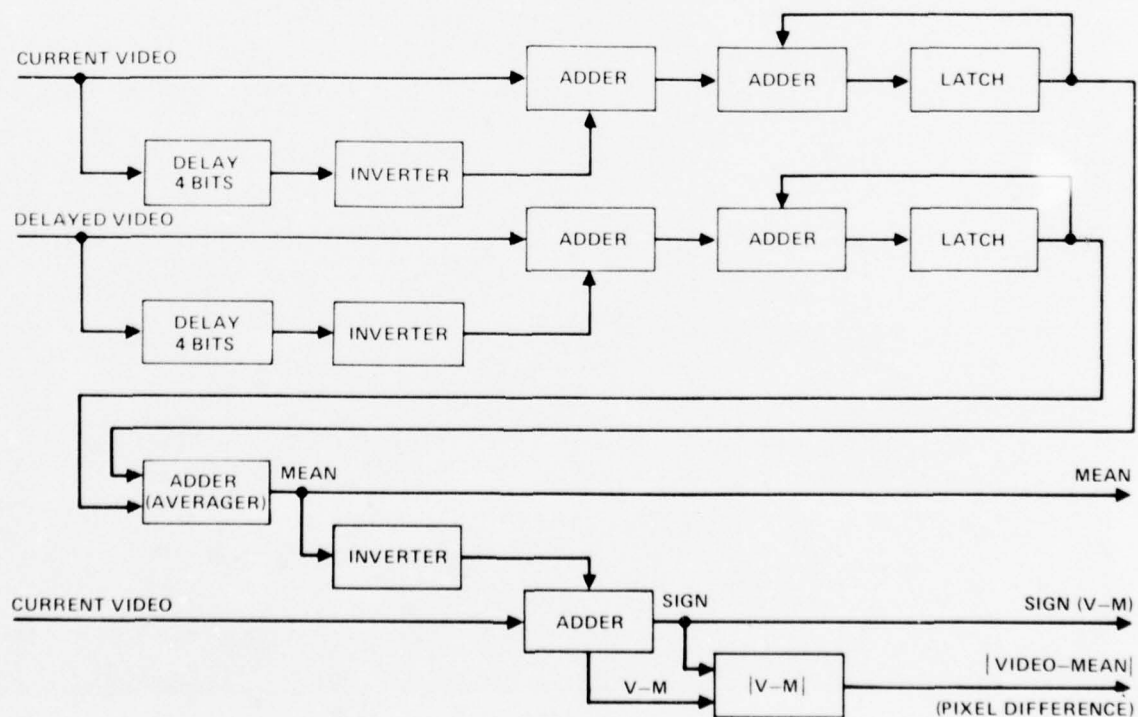 CURRENT VIDEO
ADDER
ADDER
LATCH
DELAY
4 BITS
INVERTER
DELAYED VIDEO
ADDER
ADDER
LATCH
DELAY
4 BITS
INVERTER
ADDER
(AVERAGER)
MEAN
MEAN
INVERTER
CURRENT VIDEO
ADDER
SIGN
SIGN (V–M)
V–M
|V–M|
|VIDEO–MEAN|
(PIXEL DIFFERENCE)